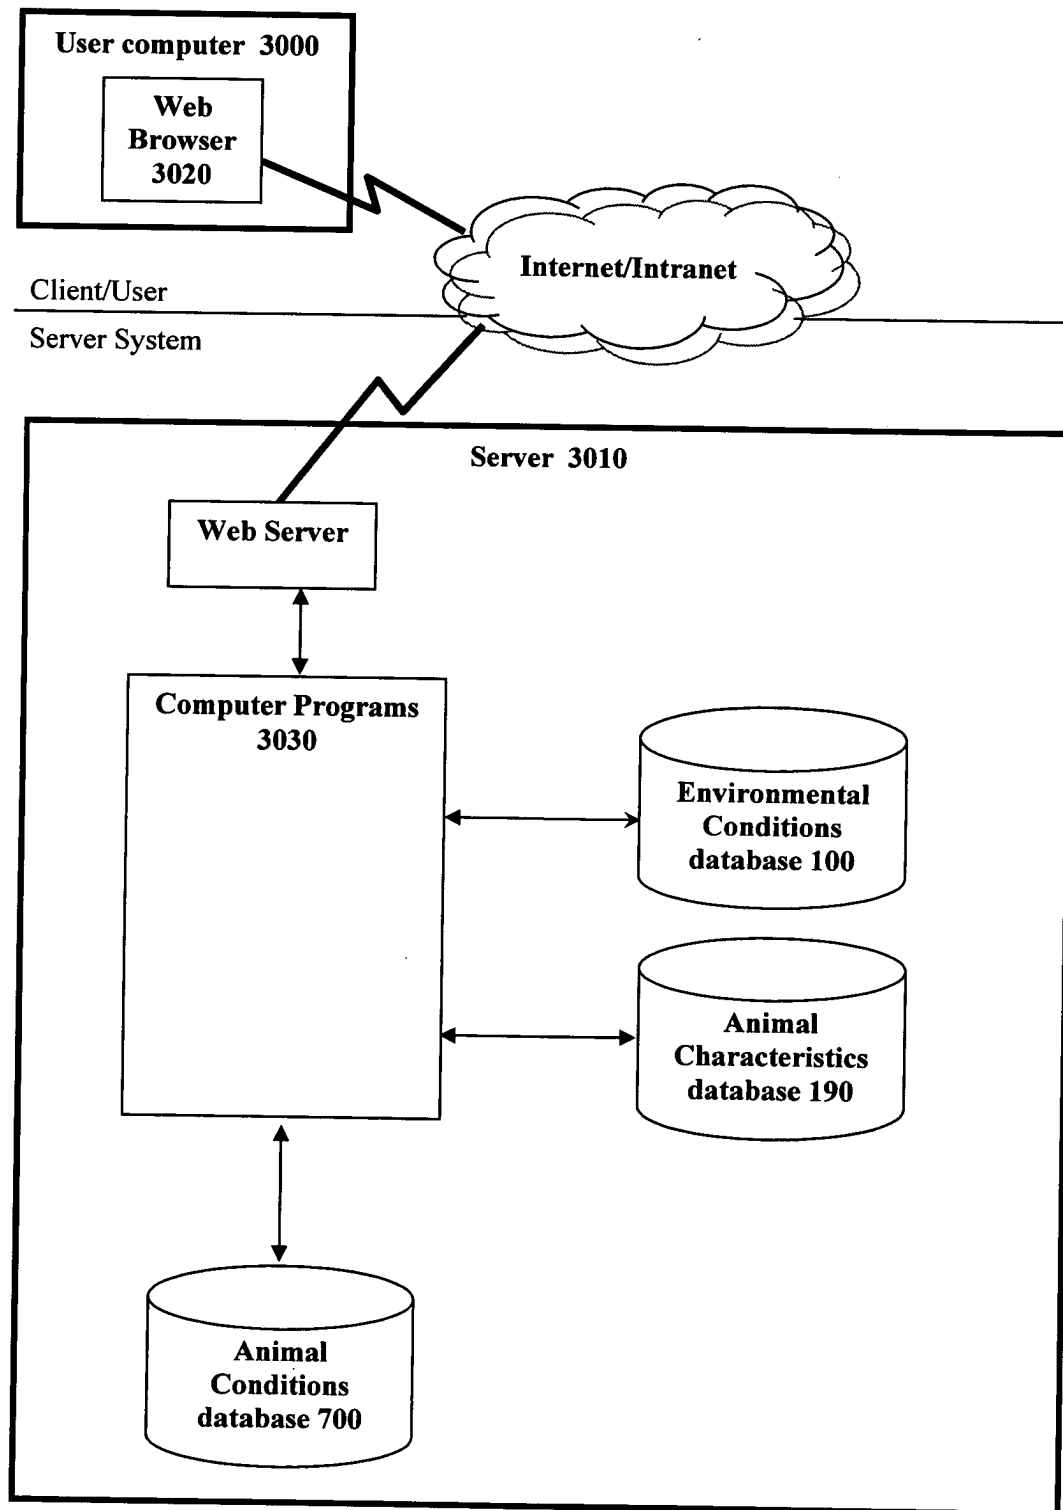 User computer 3000
Web
Browser
3020
Internet/Intranet
Client/User
Server System
Server 3010
Web Server
Computer Programs
3030
Environmental
Conditions
database 100
Animal
Characteristics
database 190
Animal
Conditions
database 700